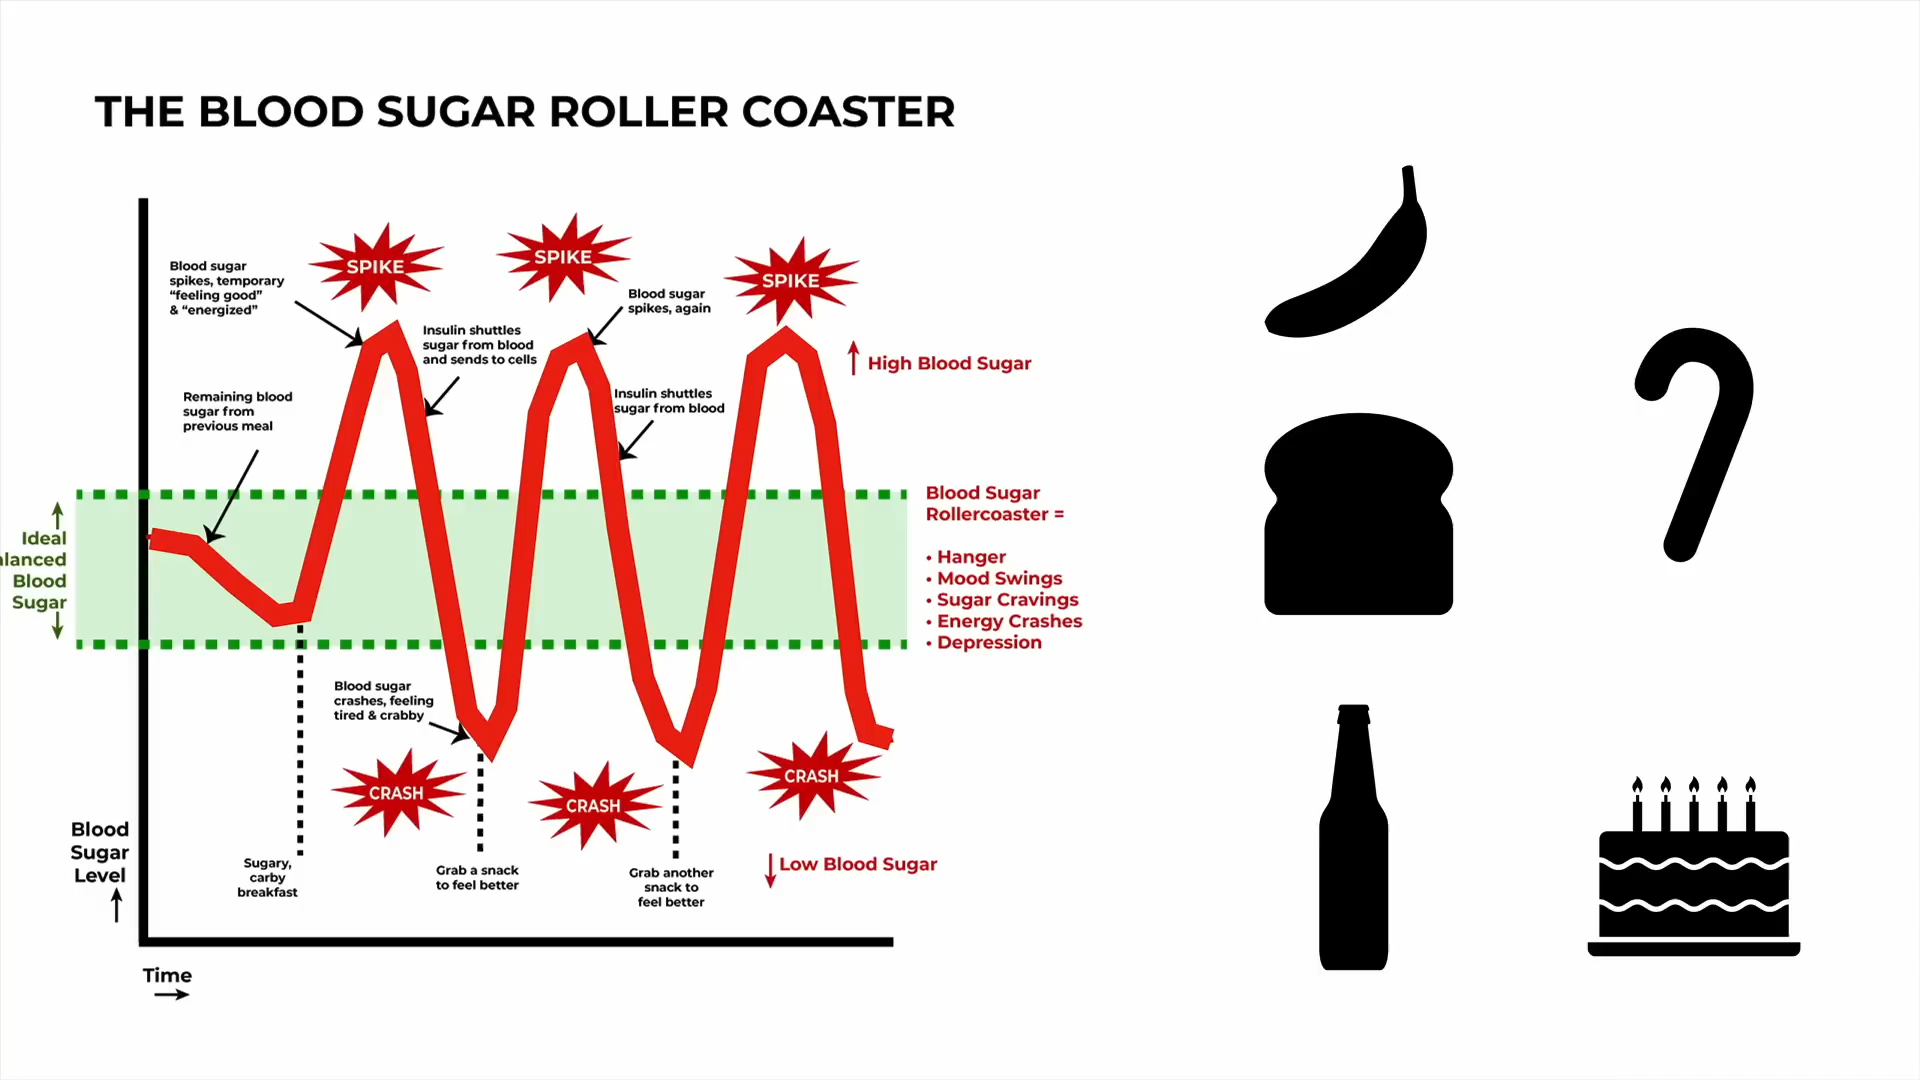 THE BLOOD SUGAR ROLLER COASTER
Blood sugar
spikes, temporary
“feeling good”
& “energized”
SPIKE
SPIKE
SPIKE
Insulin shuttles
sugar from blood
and sends to cells
Blood sugar
spikes, again
High Blood Sugar
Remaining blood
sugar from
previous meal
Insulin shuttles
sugar from blood
Ideal
Blood
Sugar
Blood Sugar
Rollercoaster =
• Hanger
• Mood Swings
• Sugar Cravings
• Energy Crashes
• Depression
Blood sugar
crashes, feeling
tired & crabby
CRASH
CRASH
CRASH
Blood
Sugar
Level
Sugary,
carby
breakfast
Grab a snack
to feel better
Grab another
snack to
feel better
Low Blood Sugar
Time